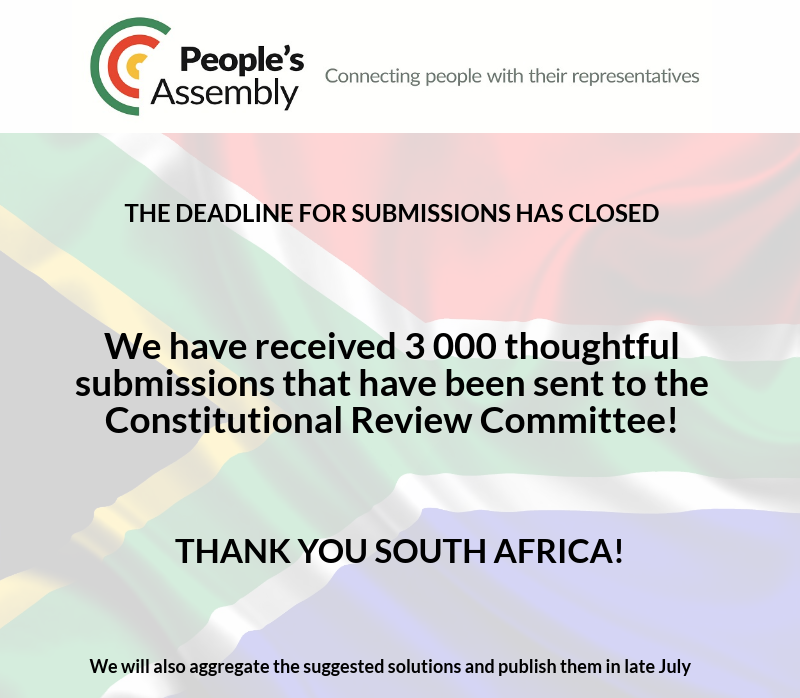 People's
Assembly
Connecting people with their representatives
THE DEADLINE FOR SUBMISSIONS HAS CLOSED
We have received 3 000 thoughtful
submissions that have been sent to the
Constitutional Review Committee!
THANK YOU SOUTH AFRICA!
We will also aggregate the suggested solutions and publish them in late July